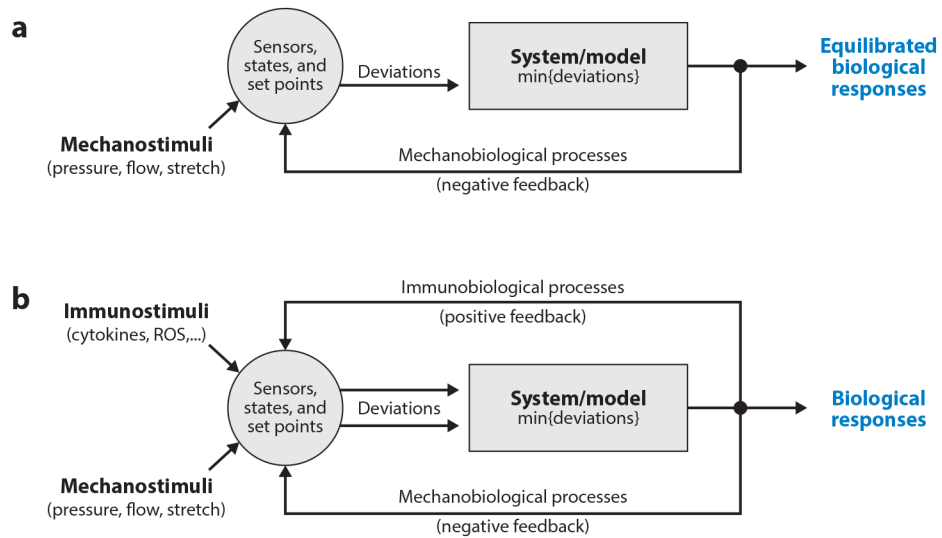 a
Sensors,
states, and
set points
Deviations
System/model
min{deviations}
Equilibrated
biological
responses
Mechanostimuli
(pressure, flow, stretch)
Mechanobiological processes
(negative feedback)
b
Immunobiological processes
(positive feedback)
Immunostimuli
(cytokines, ROS,...)
Sensors,
states, and
set points
Deviations
System/model
min{deviations}
Biological
responses
Mechanostimuli
(pressure, flow, stretch)
Mechanobiological processes
(negative feedback)